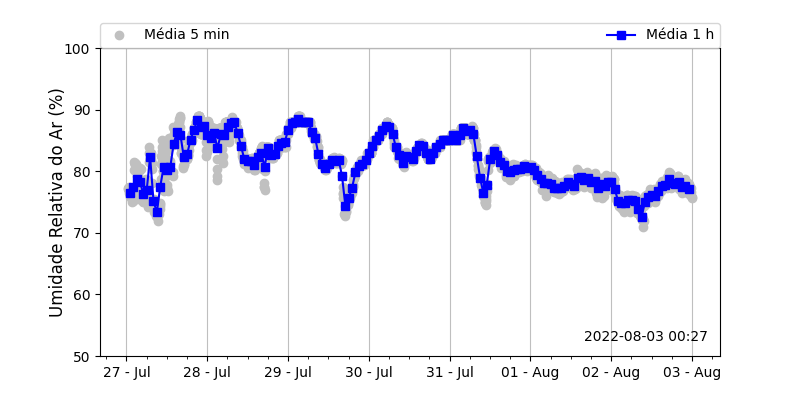 Média 5 min
Média 1 h
Umidade Relativa do Ar (%)
100
90
80
70
60
50
2022-08-03 00:27
27 - Jul
28 - Jul
29 - Jul
30 - Jul
31 - Jul
01 - Aug
02 - Aug
03 - Aug